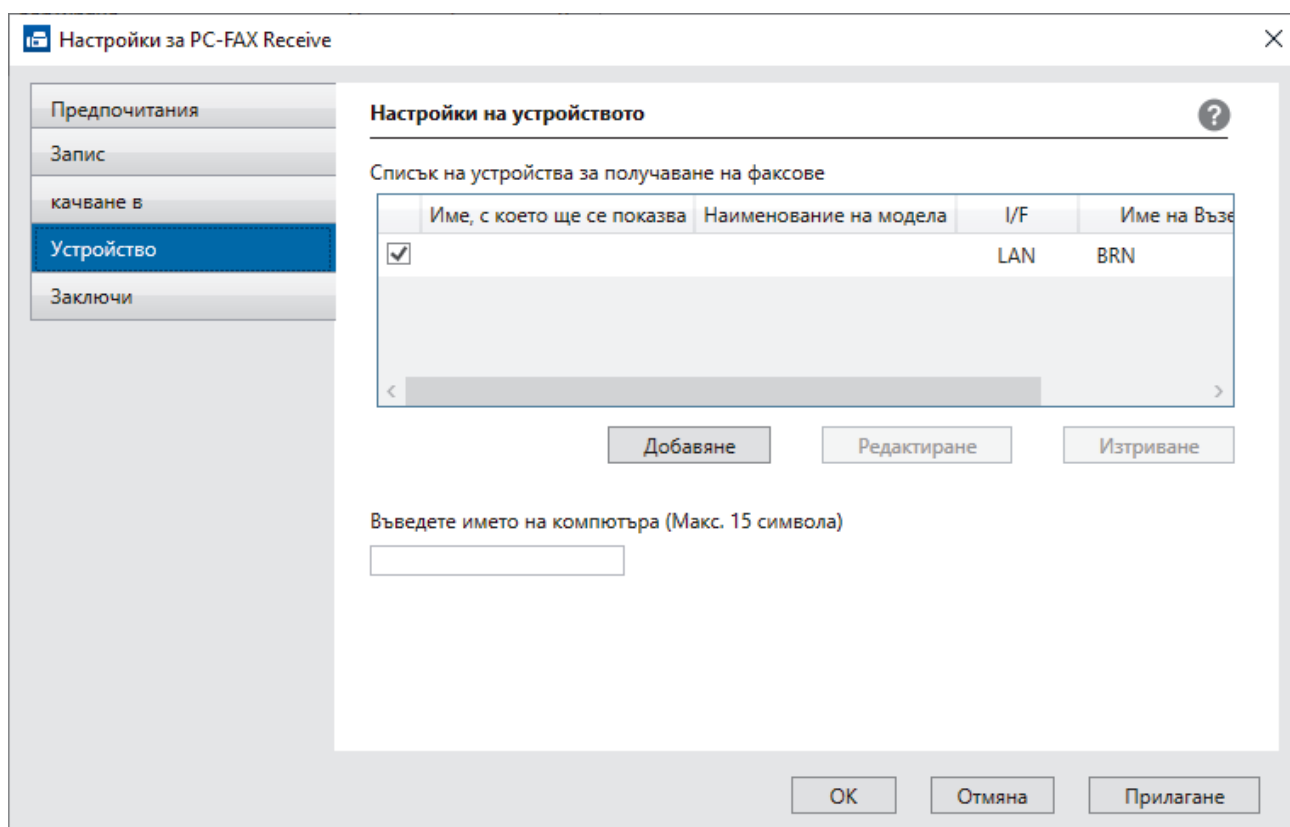 Настройки за PC-FAX Receive
Предпочитания
Запис
качване в
Устройство
Заключи
Настройки на устройството
?
Списък на устройства за получаване на факсове
Име, с което ще се показва Наименование на модела I/F Име на Възе
LAN BRN
Добавяне Редактиране Изтриване
Въведете името на компютъра (Макс. 15 символа)
OK Отмяна Прилагане